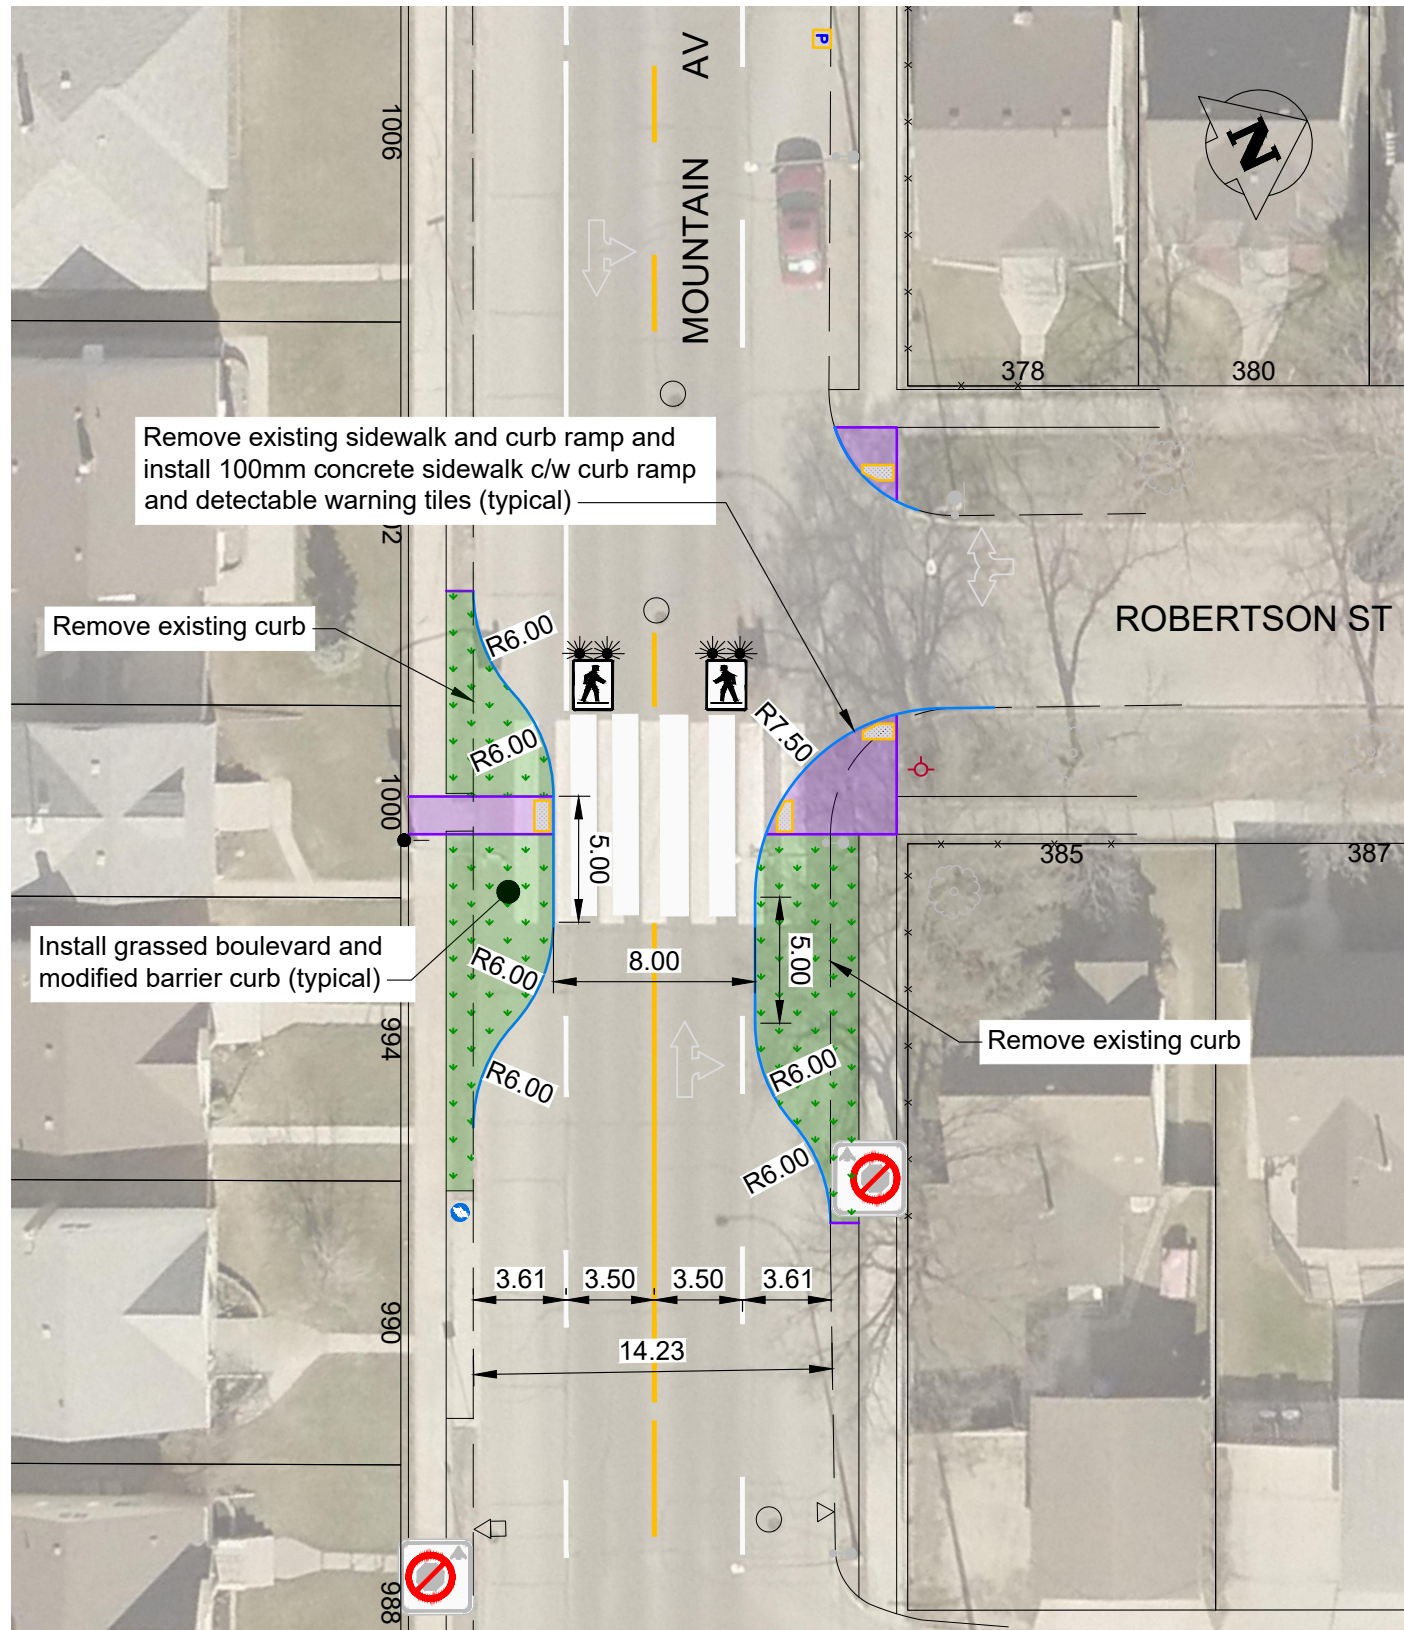 MOUNTAIN AV
P
1006
N
378
380
Remove existing sidewalk and curb ramp and
install 100mm concrete sidewalk c/w curb ramp
and detectable warning tiles (typical)
02
ROBERTSON ST
Remove existing curb
R6.00
R6.00
R7.50
1000
5.00
385
387
Install grassed boulevard and
modified barrier curb (typical)
R6.00
8.00
5.00
994
R6.00
R6.00
Remove existing curb
R6.00
3.61
3.50
3.50
3.61
990
14.23
988